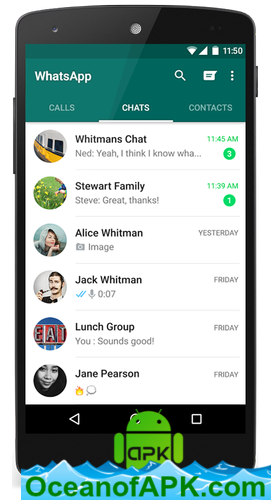 11:50
WhatsApp
CALLS CHATS CONTACTS
Whitmans Chat 11:45 AM
Ned: Yeah, I think I know wha... 3
Stewart Family 11:39 AM
Steve: Great, thanks! 1
Alice Whitman YESTERDAY
Image
Jack Whitman FRIDAY
0:07
Lunch Group FRIDAY
EAT
You : Sounds good!
Jane Pearson FRIDAY
apk
OceanofAPK.com